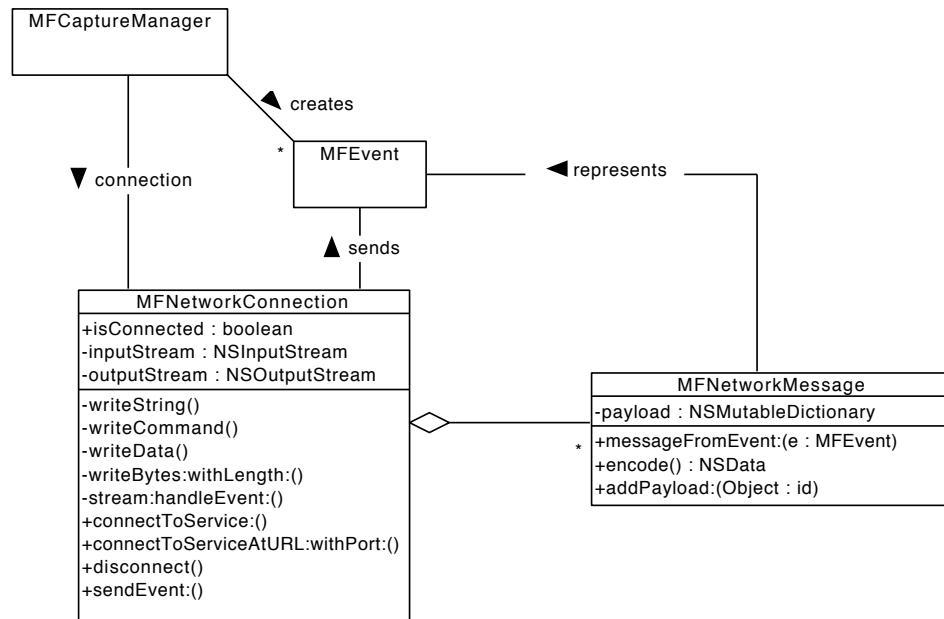 MFCaptureManager
creates
*
MFEvent
represents
connection
sends
MFNetworkConnection
+isConnected : boolean
-inputStream : NSInputStream
-outputStream : NSOutputStream
-writeString()
-writeCommand()
-writeData()
-writeBytes:withLength:()
-stream:handleEvent:()
+connectToService:()
+connectToServiceAtURL:withPort:()
+disconnect()
+sendEvent:()
*
MFNetworkMessage
-payload : NSMutableDictionary
+messageFromEvent:(e : MFEvent)
+encode() : NSData
+addPayload:(Object : id)